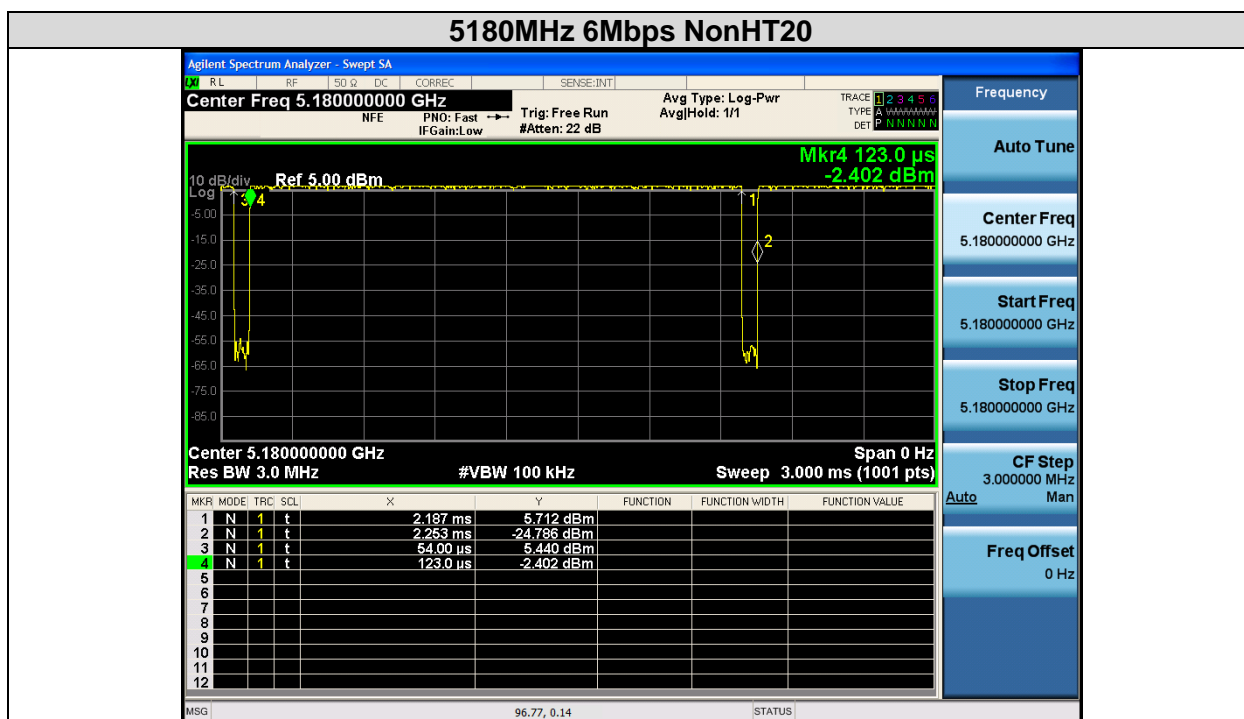 5180MHz 6Mbps NonHT20
Agilent Spectrum Analyzer - Swept SA
LXI RL RF 50 Ω DC CORREC SENSE:INT
Center Freq 5.180000000 GHz
NFE PNO: Fast IFGain:Low
Trig: Free Run
#Atten: 22 dB
Avg Type: Log-Pwr
Avg|Hold: 1/1
TRACE 1 2 3 4 5 6
TYPE A
DET P N N N N N
Mkr4 123.0 µs
-2.402 dBm
10 dB/div Ref 5.00 dBm
Log
3 4 1
-5.00
-15.0
2
-25.0
-35.0
-45.0
-55.0
-65.0
-75.0
-85.0
Center 5.180000000 GHz Span 0 Hz
Res BW 3.0 MHz #VBW 100 kHz Sweep 3.000 ms (1001 pts)
MKR MODE TRC SCL X Y FUNCTION FUNCTION WIDTH FUNCTION VALUE
1 N 1 t 2.187 ms 5.712 dBm
2 N 1 t 2.253 ms -24.786 dBm
3 N 1 t 54.00 µs 5.440 dBm
4 N 1 t 123.0 µs -2.402 dBm
5
6
7
8
9
10
11
12
MSG 96.77, 0.14 STATUS
Frequency
Auto Tune
Center Freq
5.180000000 GHz
Start Freq
5.180000000 GHz
Stop Freq
5.180000000 GHz
CF Step
3.000000 MHz
Auto Man
Freq Offset
0 Hz